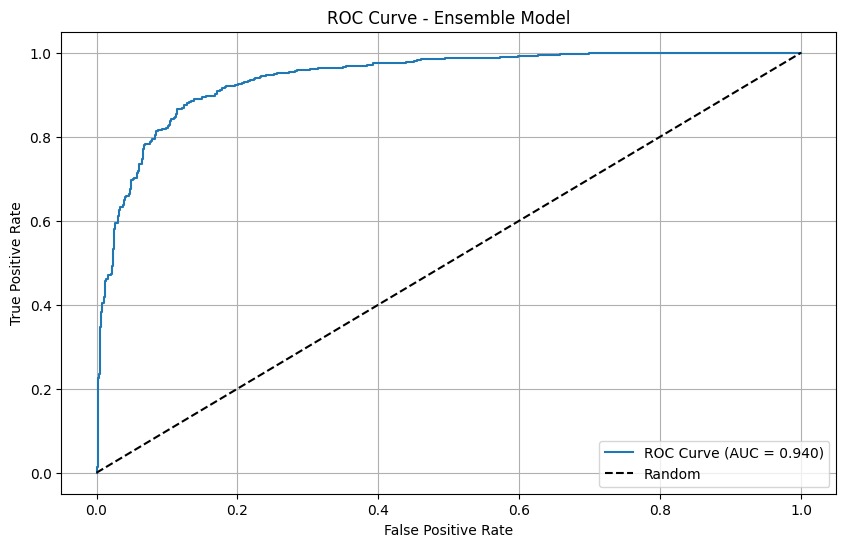 ROC Curve - Ensemble Model
1.0
0.8
0.6
0.4
0.2
0.0
True Positive Rate
0.0 0.2 0.4 0.6 0.8 1.0
False Positive Rate
ROC Curve (AUC = 0.940)
Random